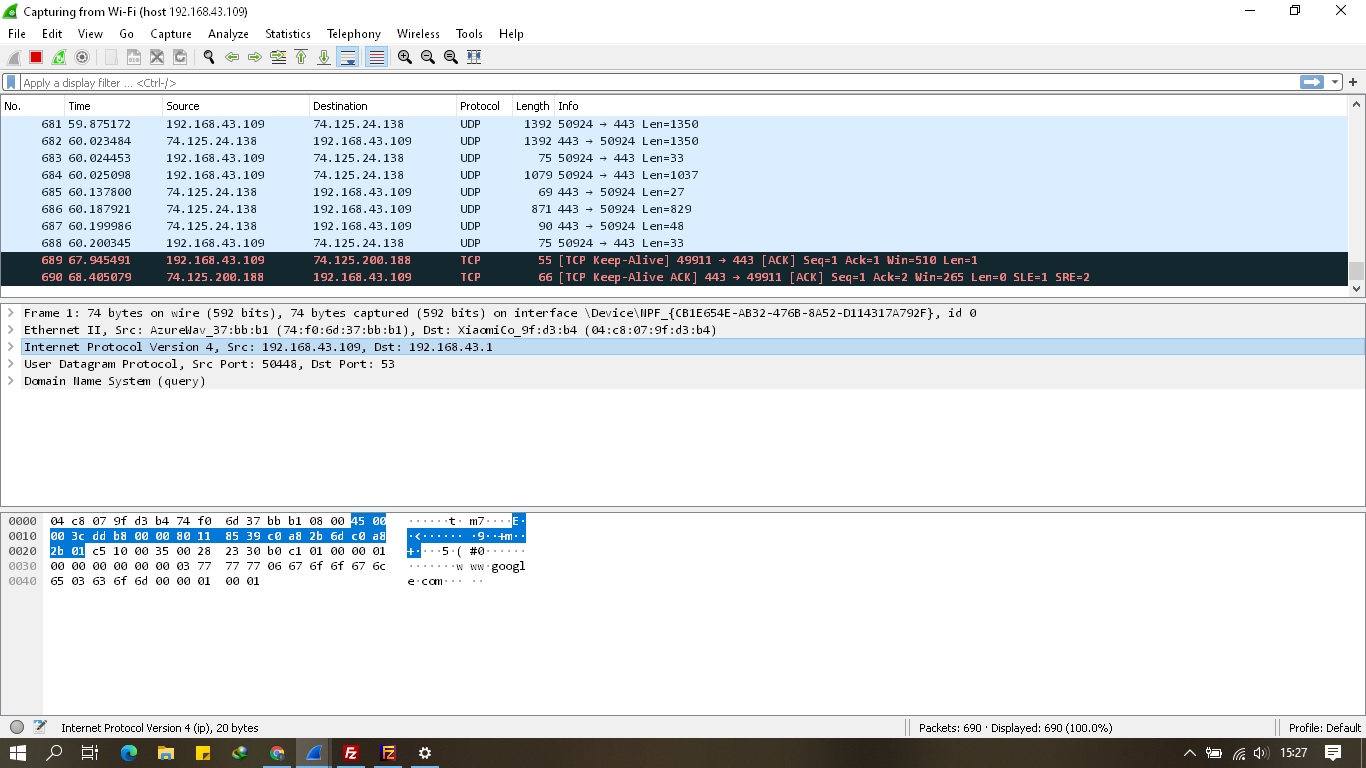 Capturing from Wi-Fi (host 192.168.43.109)
File Edit View Go Capture Analyze Statistics Telephony Wireless Tools Help
Apply a display filter ... <Ctrl-/>
No. Time Source Destination Protocol Length Info
681 59.875172 192.168.43.109 74.125.24.138 UDP 1392 50924 → 443 Len=1350
682 60.023484 74.125.24.138 192.168.43.109 UDP 1392 443 → 50924 Len=1350
683 60.024453 192.168.43.109 74.125.24.138 UDP 75 50924 → 443 Len=33
684 60.025098 192.168.43.109 74.125.24.138 UDP 1079 50924 → 443 Len=1037
685 60.137800 74.125.24.138 192.168.43.109 UDP 69 443 → 50924 Len=27
686 60.187921 74.125.24.138 192.168.43.109 UDP 871 443 → 50924 Len=829
687 60.199986 74.125.24.138 192.168.43.109 UDP 90 443 → 50924 Len=48
688 60.200345 192.168.43.109 74.125.24.138 UDP 75 50924 → 443 Len=33
689 67.945491 192.168.43.109 74.125.200.188 TCP 55 [TCP Keep-Alive] 49911 → 443 [ACK] Seq=1 Ack=1 Win=510 Len=1
690 68.405079 74.125.200.188 192.168.43.109 TCP 66 [TCP Keep-Alive ACK] 443 → 49911 [ACK] Seq=1 Ack=2 Win=265 Len=0 SLE=1 SRE=2
Frame 1: 74 bytes on wire (592 bits), 74 bytes captured (592 bits) on interface \Device\NPF_{CB1E654E-AB32-476B-8A52-D114317A792F}, id 0
Ethernet II, Src: AzureWav_37:bb:b1 (74:f0:6d:37:bb:b1), Dst: XiaomiCo_9f:d3:b4 (04:c8:07:9f:d3:b4)
Internet Protocol Version 4, Src: 192.168.43.109, Dst: 192.168.43.1
User Datagram Protocol, Src Port: 50448, Dst Port: 53
Domain Name System (query)
0000 04 c8 07 9f d3 b4 74 f0 6d 37 bb b1 08 00 45 00 ······t· m7····E·
0010 00 3c dd b8 00 00 80 11 85 39 c0 a8 2b 6d c0 a8 ·<······ ·9··+m··
0020 2b 01 c5 10 00 35 00 28 23 30 b0 c1 01 00 00 01 +····5·( #0······
0030 00 00 00 00 00 00 03 77 77 77 06 67 6f 6f 67 6c ·······w ww·googl
0040 65 03 63 6f 6d 00 00 01 00 01 e·com··· ··
Internet Protocol Version 4 (ip), 20 bytes
Packets: 690 · Displayed: 690 (100.0%)
Profile: Default
15:27